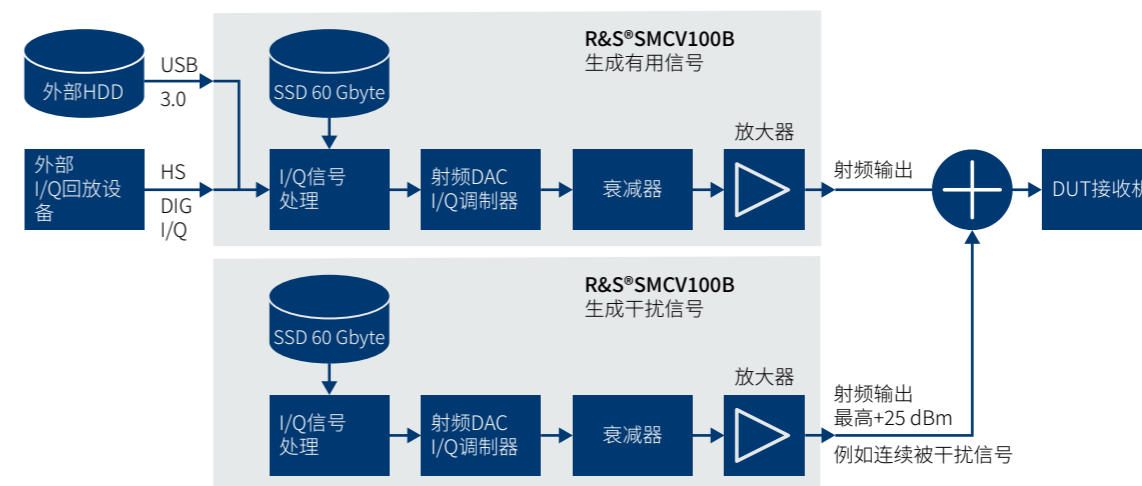 R&S®SMCV100B
生成有用信号
外部HDD
USB
3.0
SSD 60 Gbyte
放大器
外部
I/Q回放设
备
HS
DIG
I/Q
I/Q信号
处理
射频DAC
I/Q调制器
衰减器
射频输出
DUT接收机
R&S®SMCV100B
生成干扰信号
SSD 60 Gbyte
放大器
I/Q信号
处理
射频DAC
I/Q调制器
衰减器
射频输出
最高+25 dBm
例如连续被干扰信号